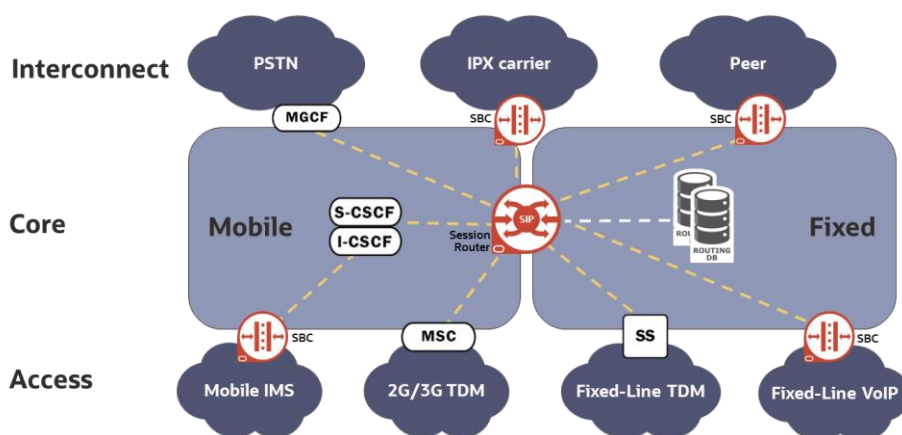 Interconnect
PSTN
IPX carrier
Peer
MGCF
SBC
SBC
Core
Mobile
S-CSCF
I-CSCF
SIP
Session
Router
ROUTING
DB
Fixed
SBC
MSC
SS
SBC
Access
Mobile IMS
2G/3G TDM
Fixed-Line TDM
Fixed-Line VoIP